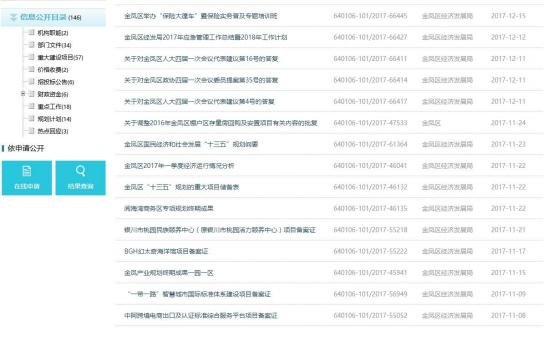 信息公开目录 (146)
机构职能(2)
部门文件(34)
重大建设项目(57)
价格收费(2)
招投标公告(6)
财政资金(6)
重点工作(18)
规划计划(14)
热点回应(3)
依申请公开
在线申请
结果查询
金凤区举办“保险大篷车”暨保险实务普及专题培训班 640106-101/2017-66445 金凤区经济发展局 2017-12-15
金凤区经发局2017年应急管理工作总结暨2018年工作计划 640106-101/2017-66427 金凤区经济发展局 2017-12-12
关于对金凤区人大四届一次会议代表建议第16号的答复 640106-101/2017-66411 金凤区经济发展局 2017-12-11
关于对金凤区政协四届一次会议委员提案第35号的答复 640106-101/2017-66414 金凤区经济发展局 2017-12-11
关于对金凤区人大四届一次会议代表建议第4号的答复 640106-101/2017-66417 金凤区经济发展局 2017-12-11
关于调整2016年金凤区棚户区存量房回购及安置项目有关内容的批复 640106-101/2017-47533 金凤区 2017-11-24
金凤区国民经济和社会发展“十三五”规划纲要 640106-101/2017-61364 金凤区经济发展局 2017-11-23
金凤区2017年一季度经济运行情况分析 640106-101/2017-46041 金凤区经济发展局 2017-11-22
金凤区“十三五”规划的重大项目储备表 640106-101/2017-46132 金凤区经济发展局 2017-11-22
阅海湾商务区专项规划终期成果 640106-101/2017-46135 金凤区经济发展局 2017-11-22
银川市桃园民族颐养中心（原银川市桃园活力颐养中心）项目备案证 640106-101/2017-55218 金凤区经济发展局 2017-11-21
BGH幻太奇海洋馆项目备案证 640106-101/2017-55222 金凤区经济发展局 2017-11-17
金凤产业规划终期成果一园一区 640106-101/2017-45941 金凤区经济发展局 2017-11-15
“一带一路”智慧城市国际标准体系建设项目备案证 640106-101/2017-56949 金凤区经济发展局 2017-11-09
中阿跨境电商出口及认证标准综合服务平台项目备案证 640106-101/2017-55052 金凤区经济发展局 2017-11-08